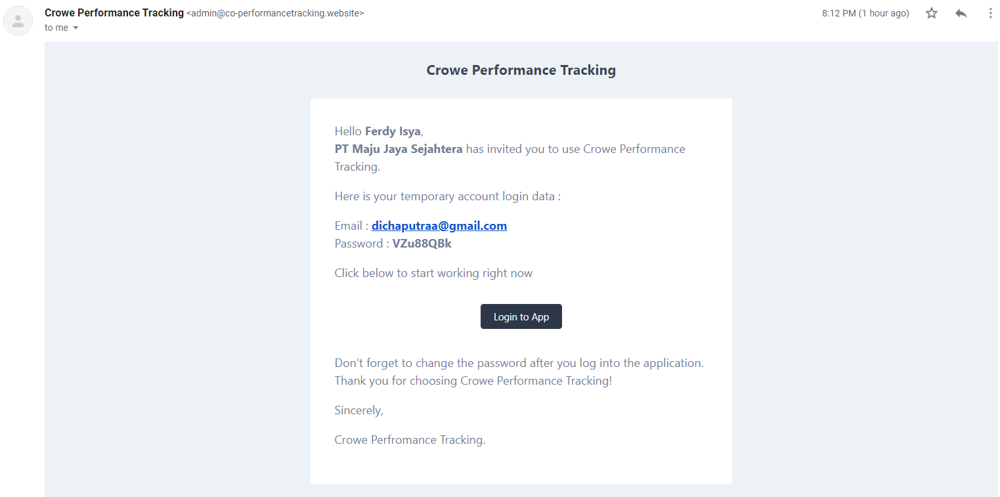 Crowe Performance Tracking <admin@co-performancetracking.website>
8:12 PM (1 hour ago)
to me
Crowe Performance Tracking
Hello Ferdy Isya,
PT Maju Jaya Sejahtera has invited you to use Crowe Performance
Tracking.
Here is your temporary account login data :
Email : dichaputraa@gmail.com
Password : VZu88QBk
Click below to start working right now
Login to App
Don't forget to change the password after you log into the application.
Thank you for choosing Crowe Performance Tracking!
Sincerely,
Crowe Perfromance Tracking.